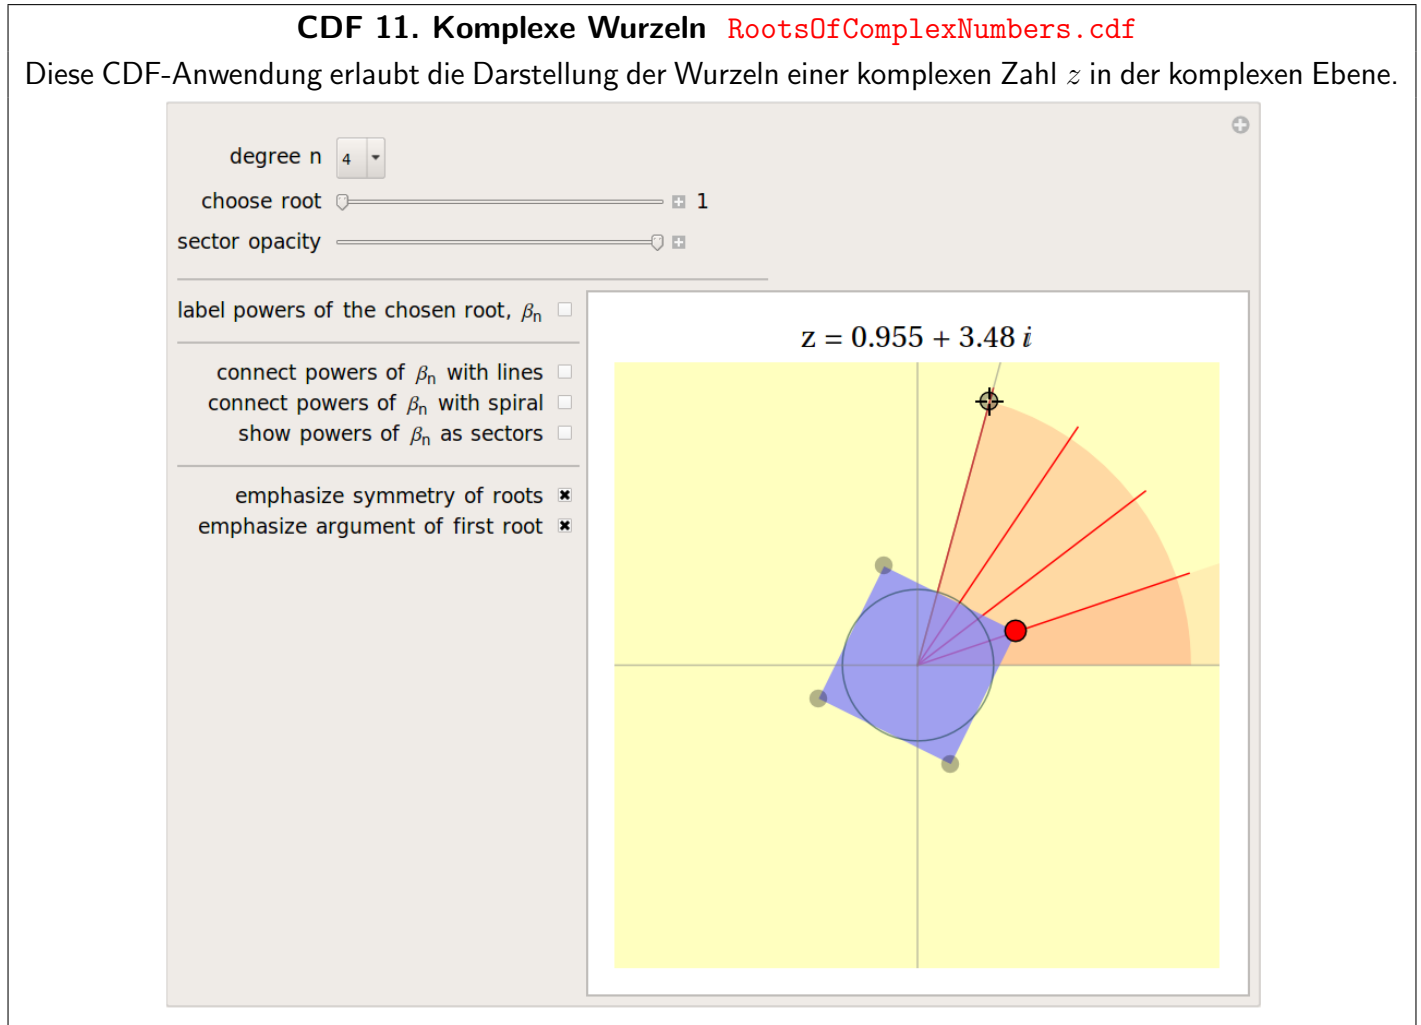 CDF 11. Komplexe Wurzeln RootsOfComplexNumbers.cdf
Diese CDF-Anwendung erlaubt die Darstellung der Wurzeln einer komplexen Zahl z in der komplexen Ebene.
degree n 4
choose root 1
sector opacity
label powers of the chosen root, βn
z = 0.955 + 3.48 i
connect powers of βn with lines
connect powers of βn with spiral
show powers of βn as sectors
emphasize symmetry of roots
emphasize argument of first root